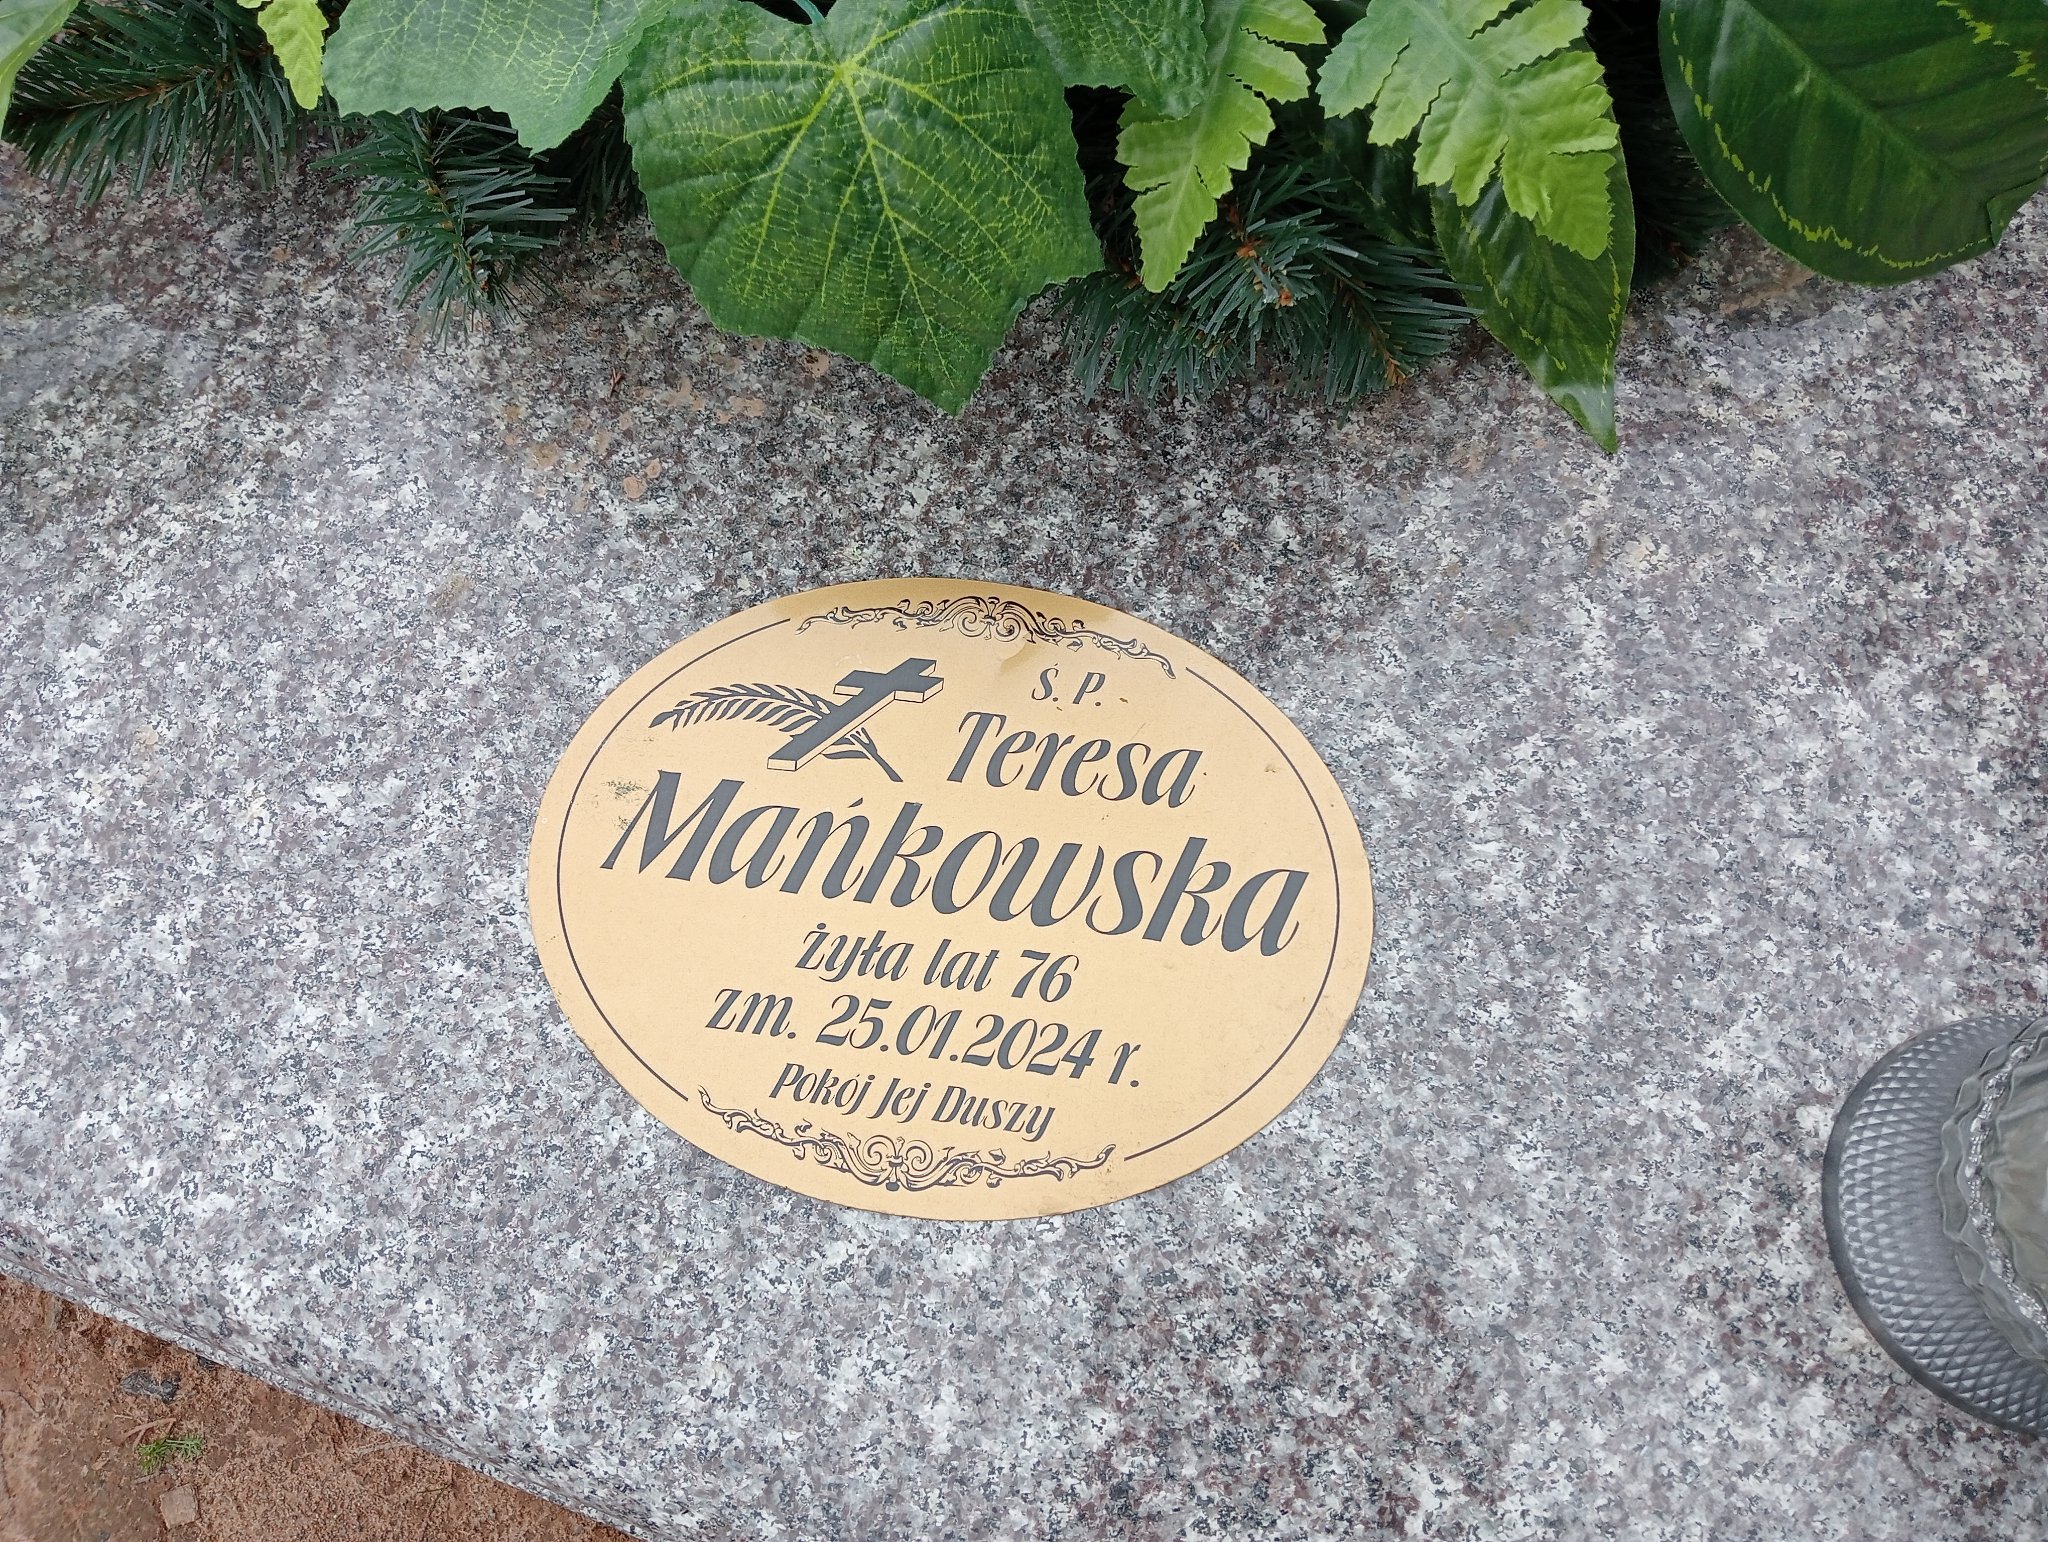 Ś. P.
Teresa
Mańkowska
żyła lat 76
zm. 25.01.2024 r.
Pokój Jej Duszy